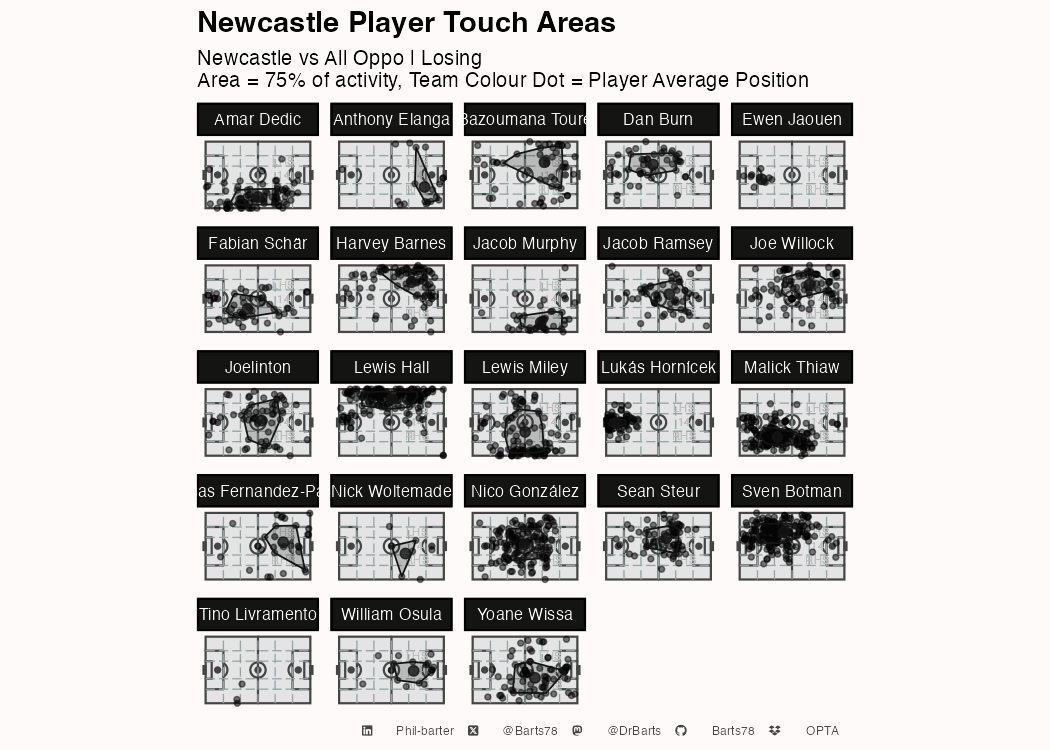 Newcastle Player Touch Areas
Newcastle vs All Oppo | Losing
Area = 75% of activity, Team Colour Dot = Player Average Position
Amar Dedic
Anthony Elanga
Bazoumana Toure
Dan Burn
Ewen Jaouen
Fabian Schär
Harvey Barnes
Jacob Murphy
Jacob Ramsey
Joe Willock
Joelinton
Lewis Hall
Lewis Miley
Lukás Hornícek
Malick Thiaw
as Fernandez-Pa
Nick Woltemade
Nico González
Sean Steur
Sven Botman
Tino Livramento
William Osula
Yoane Wissa
Phil-barter @Barts78 @DrBarts Barts78 OPTA